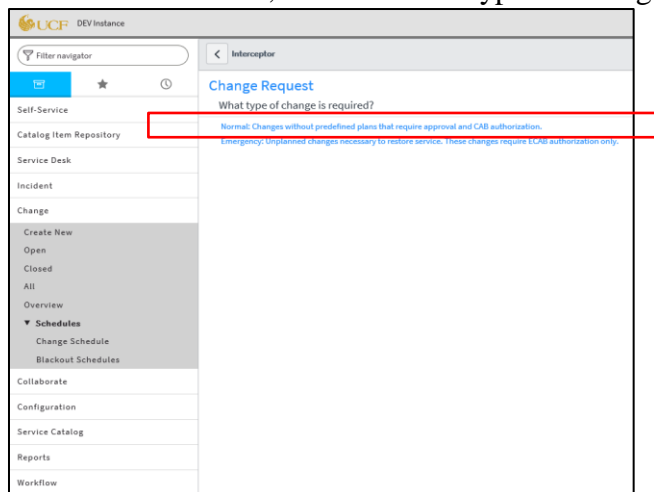 UCF DEV Instance
Filter navigator
Interceptor
Change Request
What type of change is required?
Normal: Changes without predefined plans that require approval and CAB authorization.
Emergency: Unplanned changes necessary to restore service. These changes require ECAB authorization only.
Self-Service
Catalog Item Repository
Service Desk
Incident
Change
Create New
Open
Closed
All
Overview
Schedules
Change Schedule
Blackout Schedules
Collaborate
Configuration
Service Catalog
Reports
Workflow